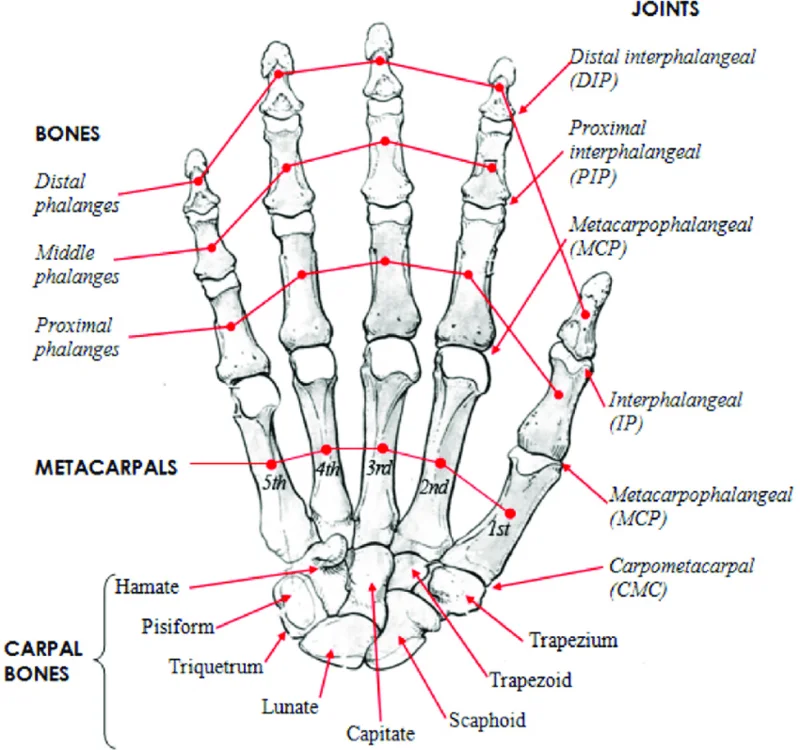 JOINTS
Distal interphalangeal
(DIP)
Proximal
interphalangeal
(PIP)
Metacarpophalangeal
(MCP)
Interphalangeal
(IP)
Metacarpophalangeal
(MCP)
Carpometacarpal
(CMC)
BONES
Distal
phalanges
Middle
phalanges
Proximal
phalanges
METACARPALS
5th
4th
3rd
2nd
1st
CARPAL
BONES
Hamate
Pisiform
Triquetrum
Lunate
Capitate
Scaphoid
Trapezoid
Trapezium